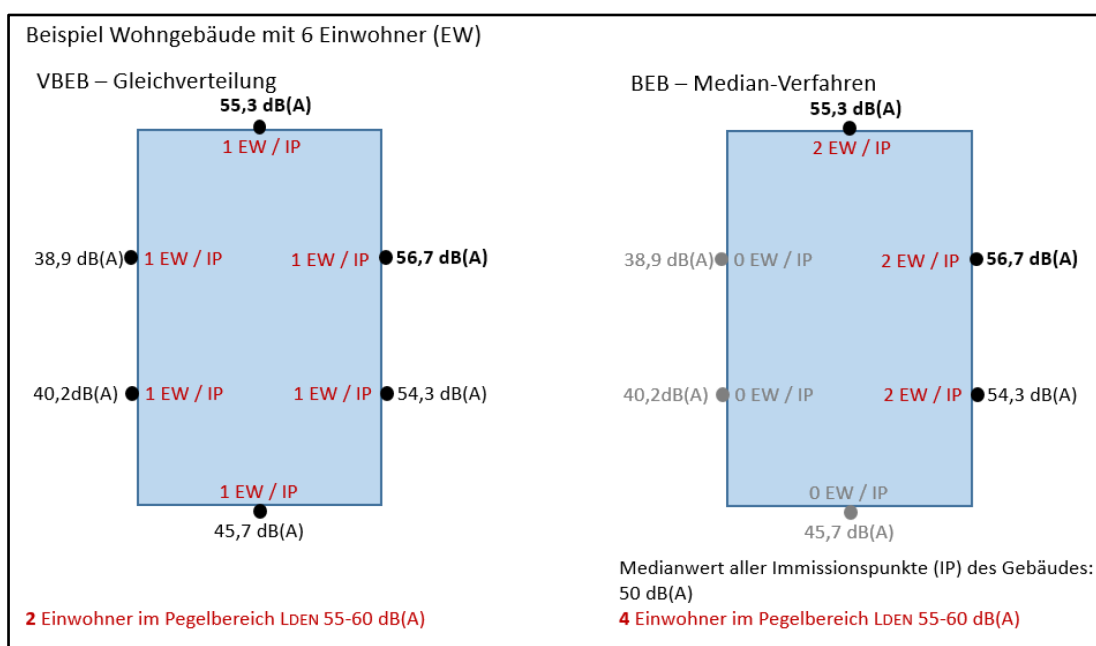 Beispiel Wohngebäude mit 6 Einwohner (EW)
VBEB – Gleichverteilung
55,3 dB(A)
1 EW / IP
38,9 dB(A)
1 EW / IP
1 EW / IP
56,7 dB(A)
40,2dB(A)
1 EW / IP
1 EW / IP
54,3 dB(A)
1 EW / IP
45,7 dB(A)
2 Einwohner im Pegelbereich LDEN 55-60 dB(A)
BEB – Median-Verfahren
55,3 dB(A)
2 EW / IP
38,9 dB(A)
0 EW / IP
2 EW / IP
56,7 dB(A)
40,2dB(A)
0 EW / IP
2 EW / IP
54,3 dB(A)
0 EW / IP
45,7 dB(A)
Medianwert aller Immissionspunkte (IP) des Gebäudes:
50 dB(A)
4 Einwohner im Pegelbereich LDEN 55-60 dB(A)